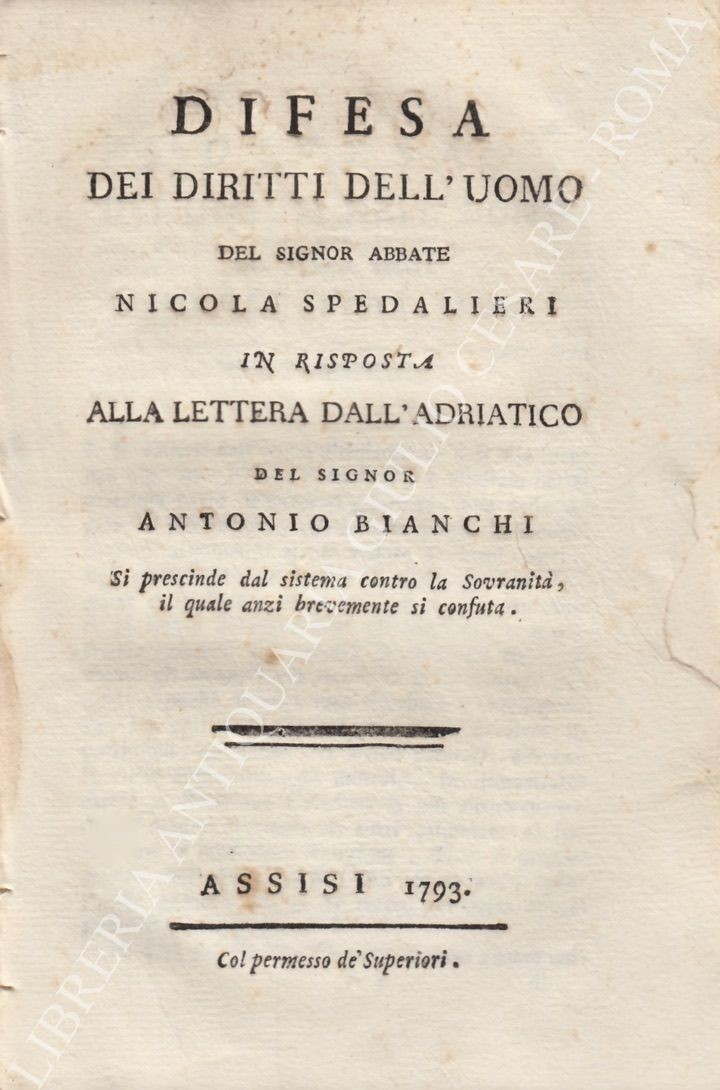 DIFESA
DEI DIRITTI DELL'UOMO
DEL SIGNOR ABBATE
NICOLA SPEDALIERI
IN RISPOSTA
ALLA LETTERA DALL'ADRIATICO
DEL SIGNOR
ANTONIO BIANCHI
Si prescinde dal sistema contro la Sovranità,
il quale anzi brevemente si confuta.
ASSISI 1793.
Col permesso de' Superiori.
LIBRERIA ANTIQUARIA GIULIO CESARE - ROMA